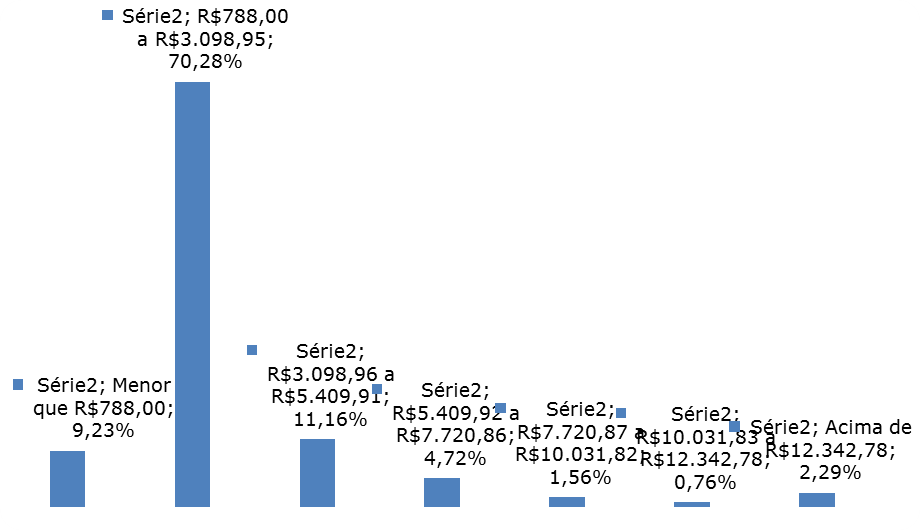 Série2; R$788,00
a R$3.098,95;
70,28%
Série2; Menor
que R$788,00;
9,23%
Série2;
R$3.098,96 a
R$5.409,91;
11,16%
Série2;
R$5.409,92 a
R$7.720,86;
4,72%
Série2;
R$7.720,87 a
R$10.031,82;
1,56%
Série2;
R$10.031,83 a
R$12.342,78;
0,76%
Série2; Acima de
R$12.342,78;
2,29%